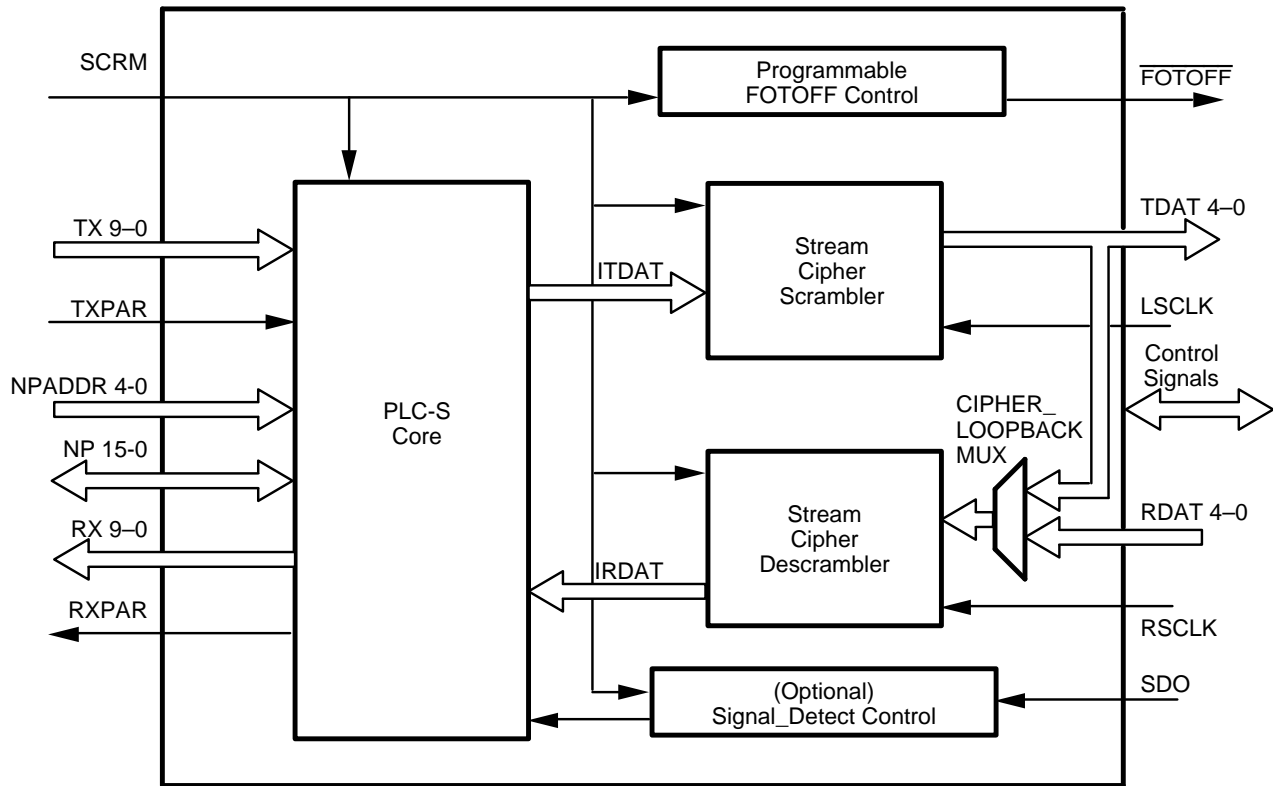 SCRM
Programmable
FOTOFF Control
FOTOFF
TX 9–0
TXPAR
NPADDR 4-0
NP 15-0
RX 9–0
RXPAR
PLC-S
Core
ITDAT
IRDAT
Stream
Cipher
Scrambler
TDAT 4–0
LSCLK
Control
Signals
CIPHER_
LOOPBACK
MUX
Stream
Cipher
Descrambler
RDAT 4–0
RSCLK
(Optional)
Signal_Detect Control
SDO